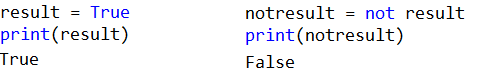 result = True
print(result)
True
notresult = not result
print(notresult)
False